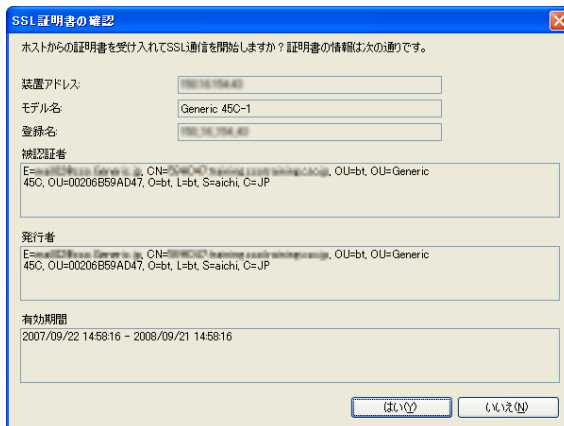 SSL証明書の確認
ホストからの証明書を受け入れてSSL通信を開始しますか？証明書の情報は次の通りです。
装置アドレス:
モデル名: Generic 45C-1
登録名:
被認証者
E= , CN= , OU=bt, OU=Generic
45C, OU=00206B59AD47, O=bt, L=bt, S=aichi, C=JP
発行者
E= , CN= , OU=bt, OU=Generic
45C, OU=00206B59AD47, O=bt, L=bt, S=aichi, C=JP
有効期間
2007/09/22 14:58:16 - 2008/09/21 14:58:16
はい(Y) いいえ(N)